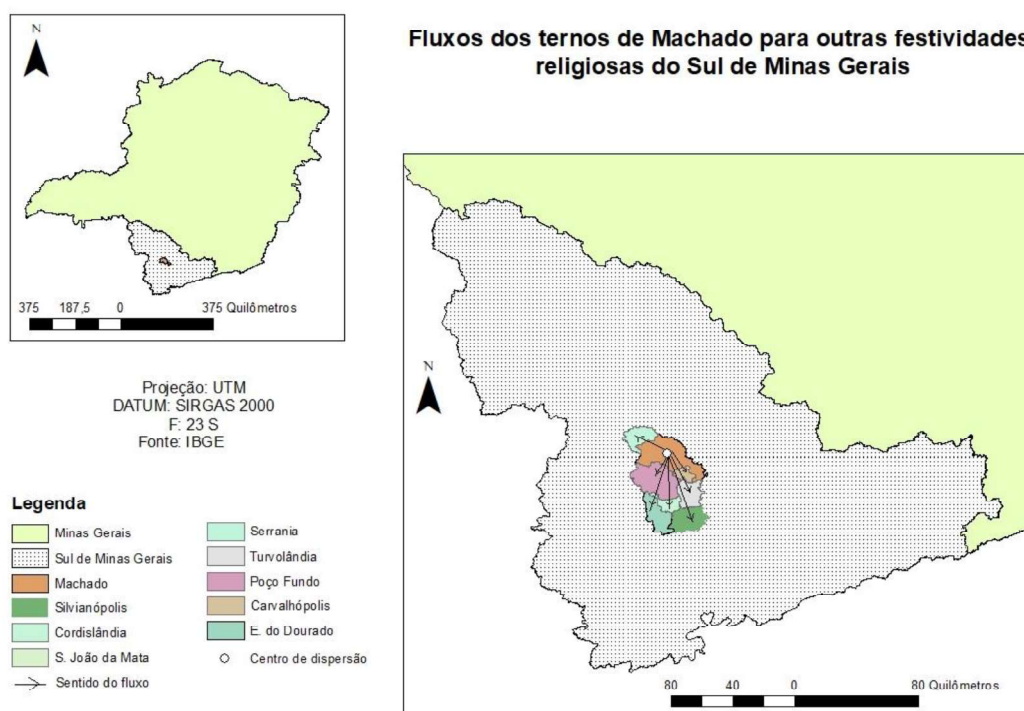 Fluxos dos ternos de Machado para outras festividades
religiosas do Sul de Minas Gerais
N
375 187,5 0 375 Quilômetros
Projeção: UTM
DATUM: SIRGAS 2000
F: 23 S
Fonte: IBGE
N
Legenda
Minas Gerais
Sul de Minas Gerais
Machado
Silvianópolis
Cordislândia
S. João da Mata
Sentido do fluxo
Serrania
Turvolândia
Poço Fundo
Carvalhópolis
E. do Dourado
Centro de dispersão
80 40 0 80 Quilômetros